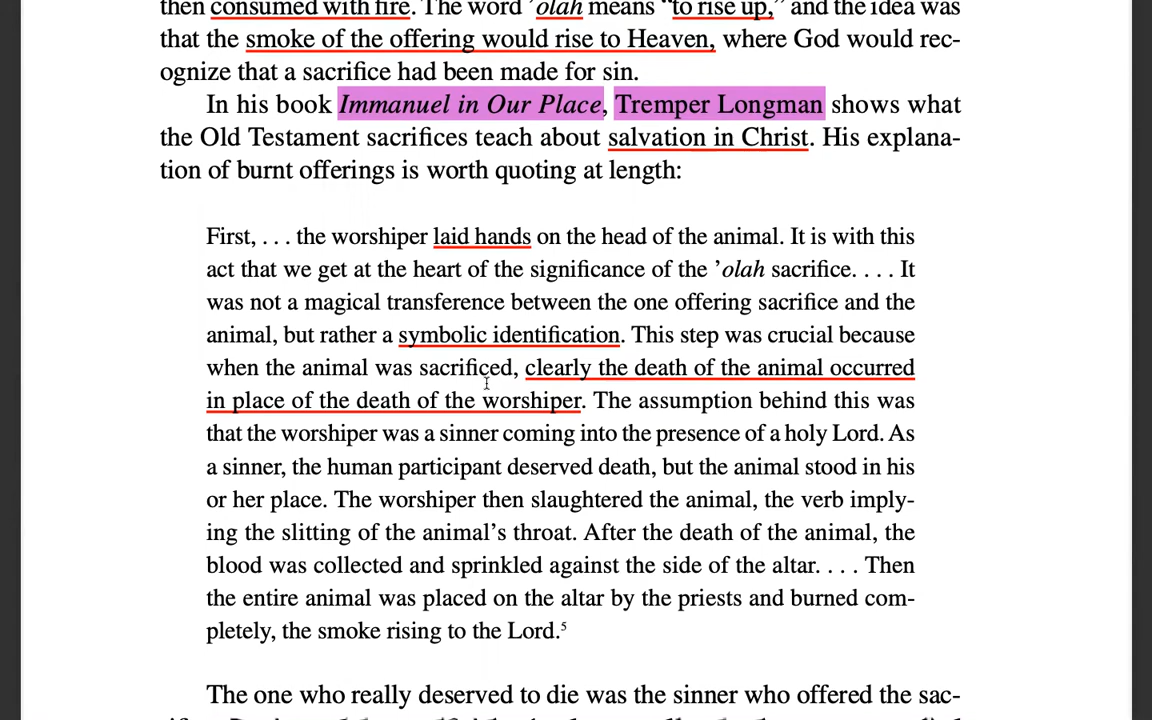 then consumed with fire. The word ’olah means “to rise up,” and the idea was
that the smoke of the offering would rise to Heaven, where God would rec-
ognize that a sacrifice had been made for sin.
In his book Immanuel in Our Place, Tremper Longman shows what
the Old Testament sacrifices teach about salvation in Christ. His explana-
tion of burnt offerings is worth quoting at length:
First, . . . the worshiper laid hands on the head of the animal. It is with this
act that we get at the heart of the significance of the ’olah sacrifice. . . . It
was not a magical transference between the one offering sacrifice and the
animal, but rather a symbolic identification. This step was crucial because
when the animal was sacrificed, clearly the death of the animal occurred
in place of the death of the worshiper. The assumption behind this was
that the worshiper was a sinner coming into the presence of a holy Lord. As
a sinner, the human participant deserved death, but the animal stood in his
or her place. The worshiper then slaughtered the animal, the verb imply-
ing the slitting of the animal’s throat. After the death of the animal, the
blood was collected and sprinkled against the side of the altar. . . . Then
the entire animal was placed on the altar by the priests and burned com-
pletely, the smoke rising to the Lord.⁵
The one who really deserved to die was the sinner who offered the sac-